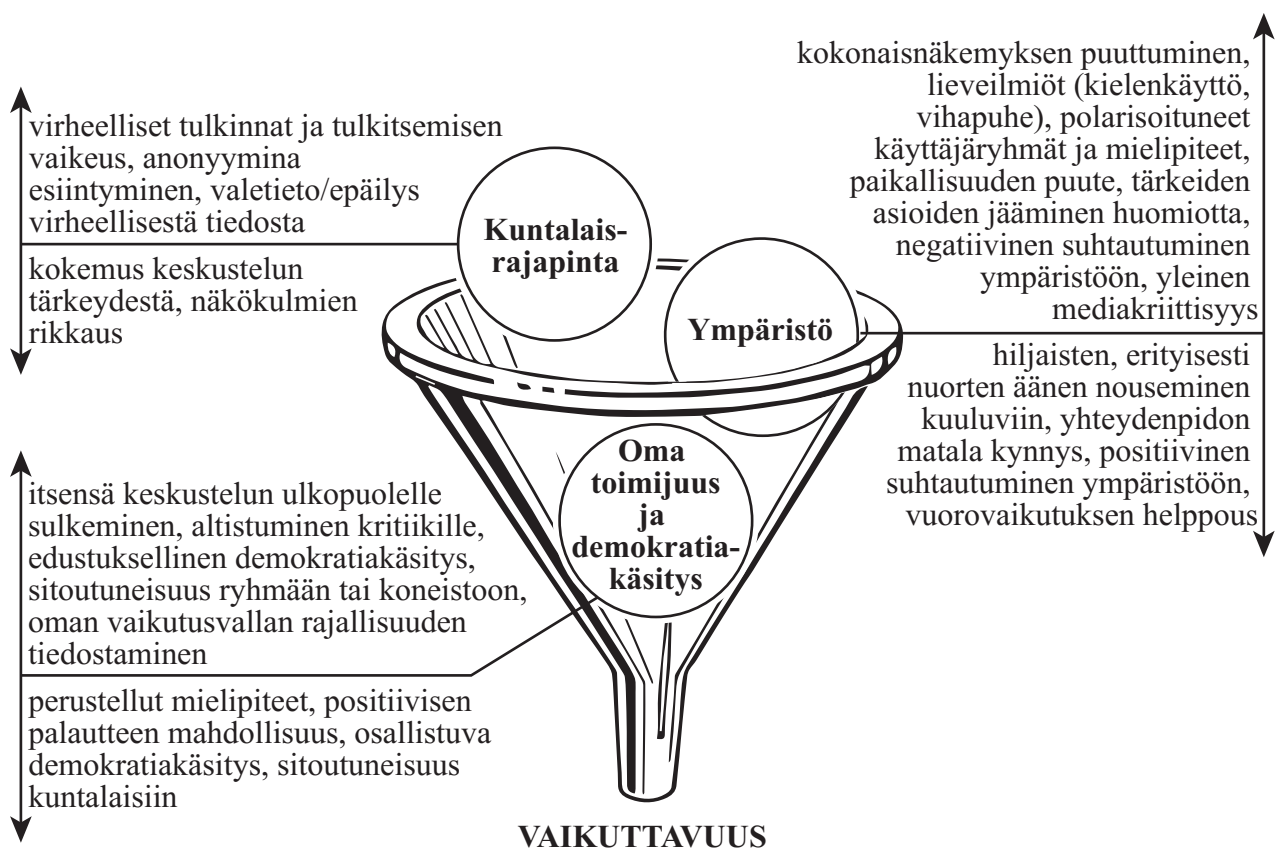 virheelliset tulkinnat ja tulkitsemisen
vaikeus, anonyymina
esiintyminen, valetieto/epäilys
virheellisestä tiedosta
kokemus keskustelun
tärkeydestä, näkökulmien
rikkaus
Kuntalais-
rajapinta
kokonaisnäkemyksen puuttuminen,
lieveilmiöt (kielenkäyttö,
vihapuhe), polarisoituneet
käyttäjäryhmät ja mielipiteet,
paikallisuuden puute, tärkeiden
asioiden jääminen huomiotta,
negatiivinen suhtautuminen
ympäristöön, yleinen
mediakriittisyys
Ympäristö
hiljaisten, erityisesti
nuorten äänen nouseminen
kuuluviin, yhteydenpidon
matala kynnys, positiivinen
suhtautuminen ympäristöön,
vuorovaikutuksen helppous
itsensä keskustelun ulkopuolelle
sulkeminen, altistuminen kritiikille,
edustuksellinen demokratiakäsitys,
sitoutuneisuus ryhmään tai koneistoon,
oman vaikutusvallan rajallisuuden
tiedostaminen
Oma
toimijuus
ja
demokratia-
käsitys
perustellut mielipiteet, positiivisen
palautteen mahdollisuus, osallistuva
demokratiakäsitys, sitoutuneisuus
kuntalaisiin
VAIKUTTAVUUS